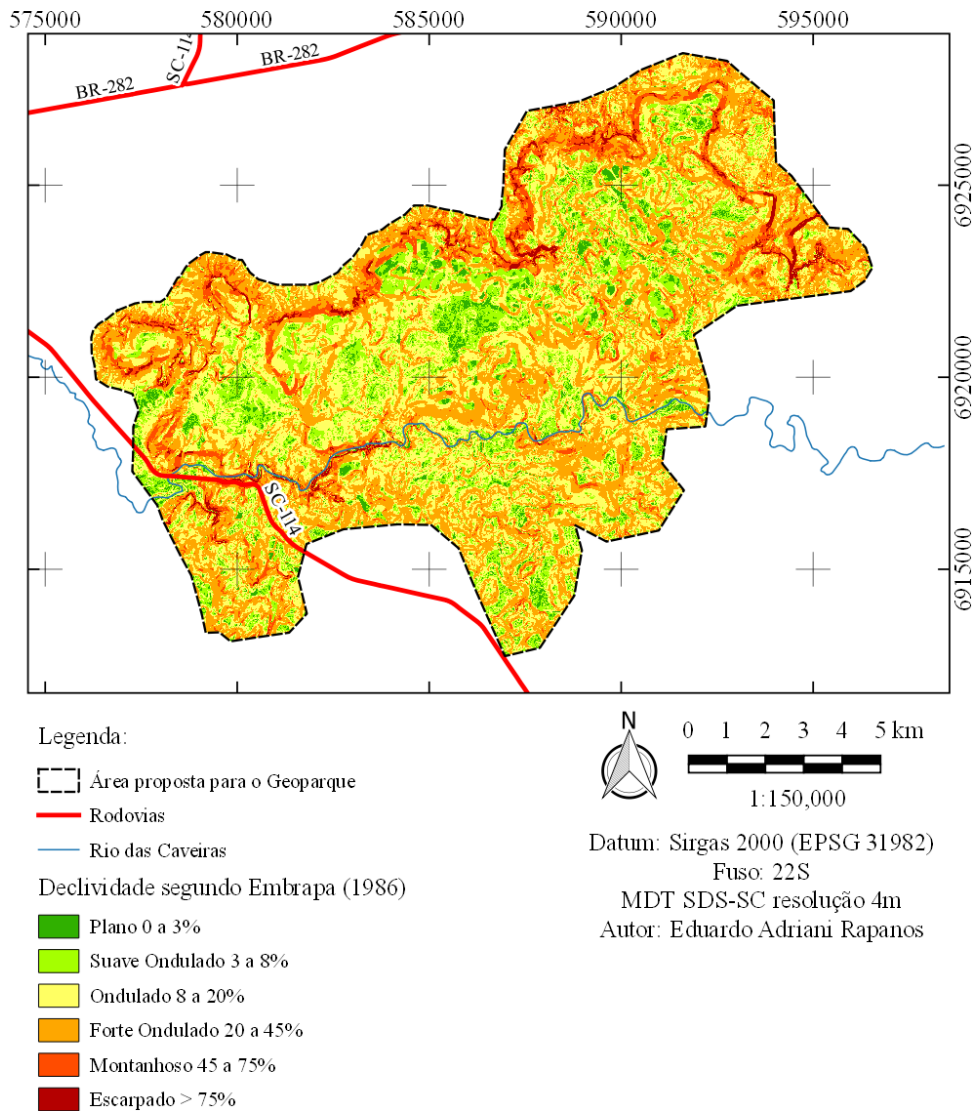 575000 580000 585000 590000 595000
SC-114
BR-282
BR-282
6925000
6920000
SC-114
6915000
Legenda:
Área proposta para o Geoparque
Rodovias
Rio das Caveiras
Declividade segundo Embrapa (1986)
Plano 0 a 3%
Suave Ondulado 3 a 8%
Ondulado 8 a 20%
Forte Ondulado 20 a 45%
Montanhoso 45 a 75%
Escarpado > 75%
N
0 1 2 3 4 5 km
1:150,000
Datum: Sirgas 2000 (EPSG 31982)
Fuso: 22S
MDT SDS-SC resolução 4m
Autor: Eduardo Adriani Rapanos